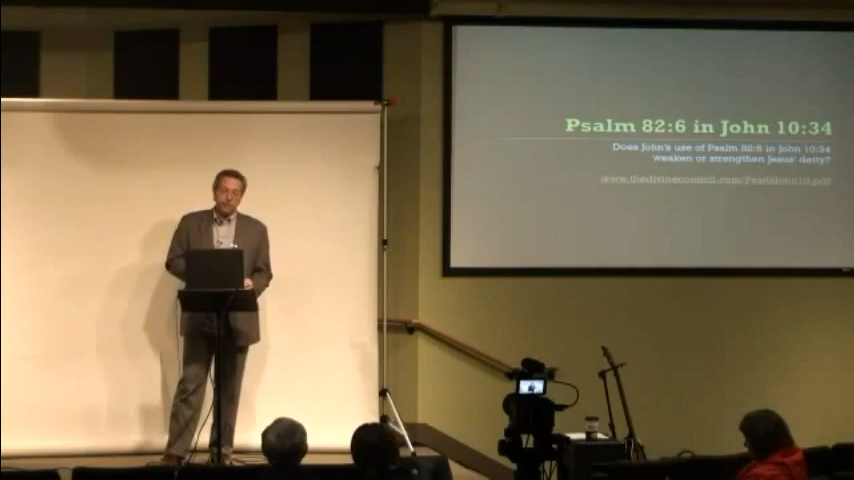 Psalm 82:6 in John 10:34
Does John's use of Psalm 82:6 in John 10:34
weaken or strengthen Jesus' deity?